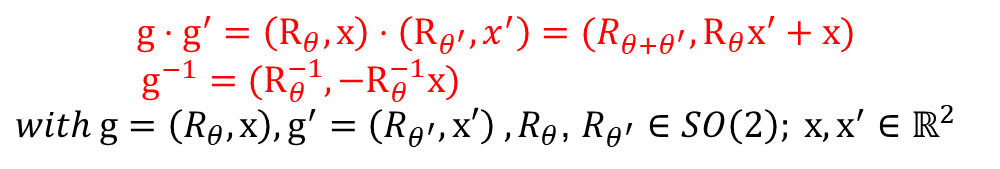 g · g′ = (R_θ, x) · (R_θ′, x′) = (R_θ+θ′, R_θx′ + x)
g⁻¹ = (R_θ⁻¹, −R_θ⁻¹x)
with g = (R_θ, x), g′ = (R_θ′, x′) , R_θ, R_θ′ ∈ SO(2); x, x′ ∈ ℝ²